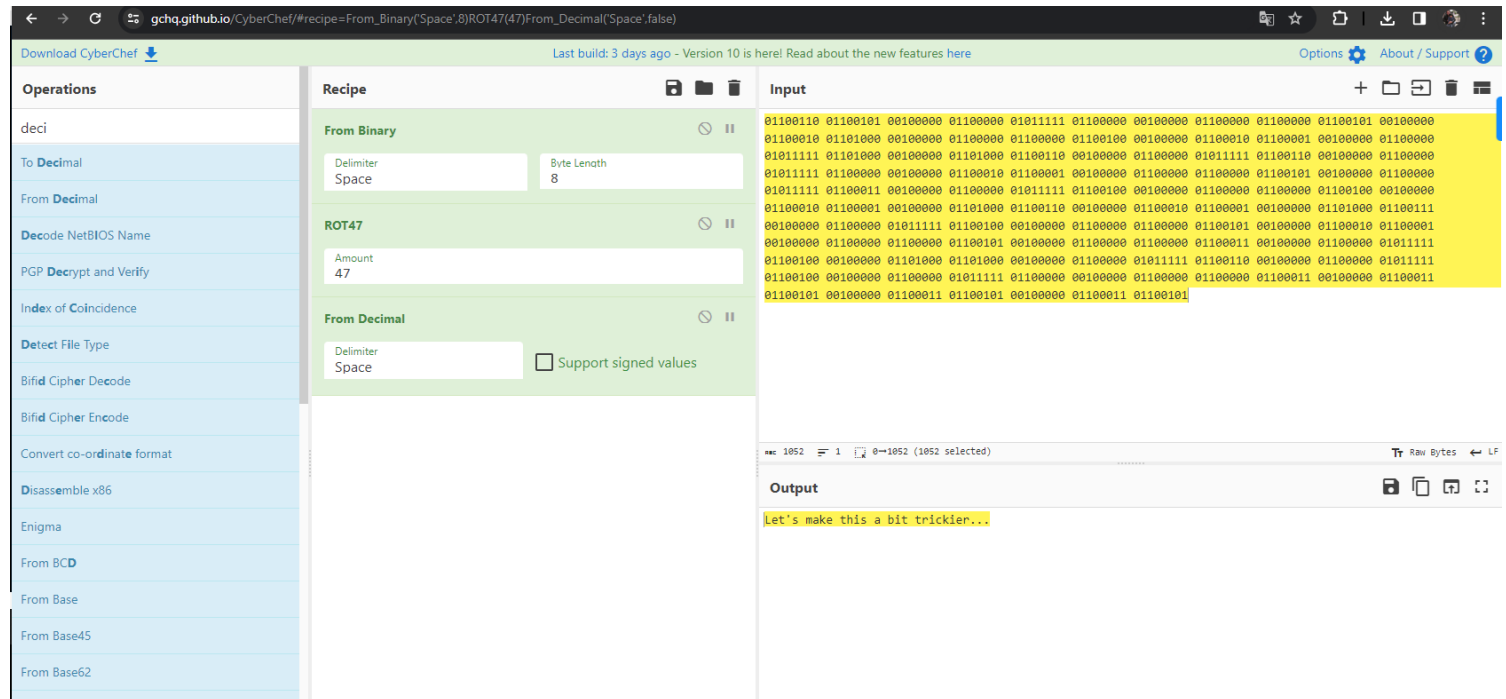 gchq.github.io/CyberChef/#recipe=From_Binary('Space',8)ROT47(47)From_Decimal('Space',false)
Download CyberChef
Last build: 3 days ago - Version 10 is here! Read about the new features here
Options
About / Support
Operations
Recipe
Input
deci
To Decimal
From Decimal
Decode NetBIOS Name
PGP Decrypt and Verify
Index of Coincidence
Detect File Type
Bifid Cipher Decode
Bifid Cipher Encode
Convert co-ordinate format
Disassemble x86
Enigma
From BCD
From Base
From Base45
From Base62
From Binary
Delimiter
Space
Byte Length
8
ROT47
Amount
47
From Decimal
Delimiter
Space
Support signed values
01100110 01100101 00100000 01100000 01011111 01100000 00100000 01100000 01100000 01100101 00100000
01100010 01101000 00100000 01100000 01100000 01100100 00100000 01100010 01100001 00100000 01100000
01011111 01101000 00100000 01101000 01100110 00100000 01100000 01011111 01100110 00100000 01100000
01011111 01100000 00100000 01100010 01100001 00100000 01100000 01100000 01100101 00100000 01100000
01011111 01100011 00100000 01100000 01011111 01100100 00100000 01100000 01100000 01100100 00100000
01100010 01100001 00100000 01101000 01100110 00100000 01100010 01100001 00100000 01101000 01100111
00100000 01100000 01011111 01100100 00100000 01100000 01100000 01100101 00100000 01100010 01100001
00100000 01100000 01100000 01100101 00100000 01100000 01100000 01100011 00100000 01100000 01011111
01100100 00100000 01101000 01101000 00100000 01100000 01011111 01100110 00100000 01100000 01011111
01100100 00100000 01100000 01011111 01100000 00100000 01100000 01100000 01100011 00100000 01100011
01100101 00100000 01100011 01100101 00100000 01100011 01100101
1052
1
0→1052 (1052 selected)
Raw Bytes
LF
Output
Let's make this a bit trickier...